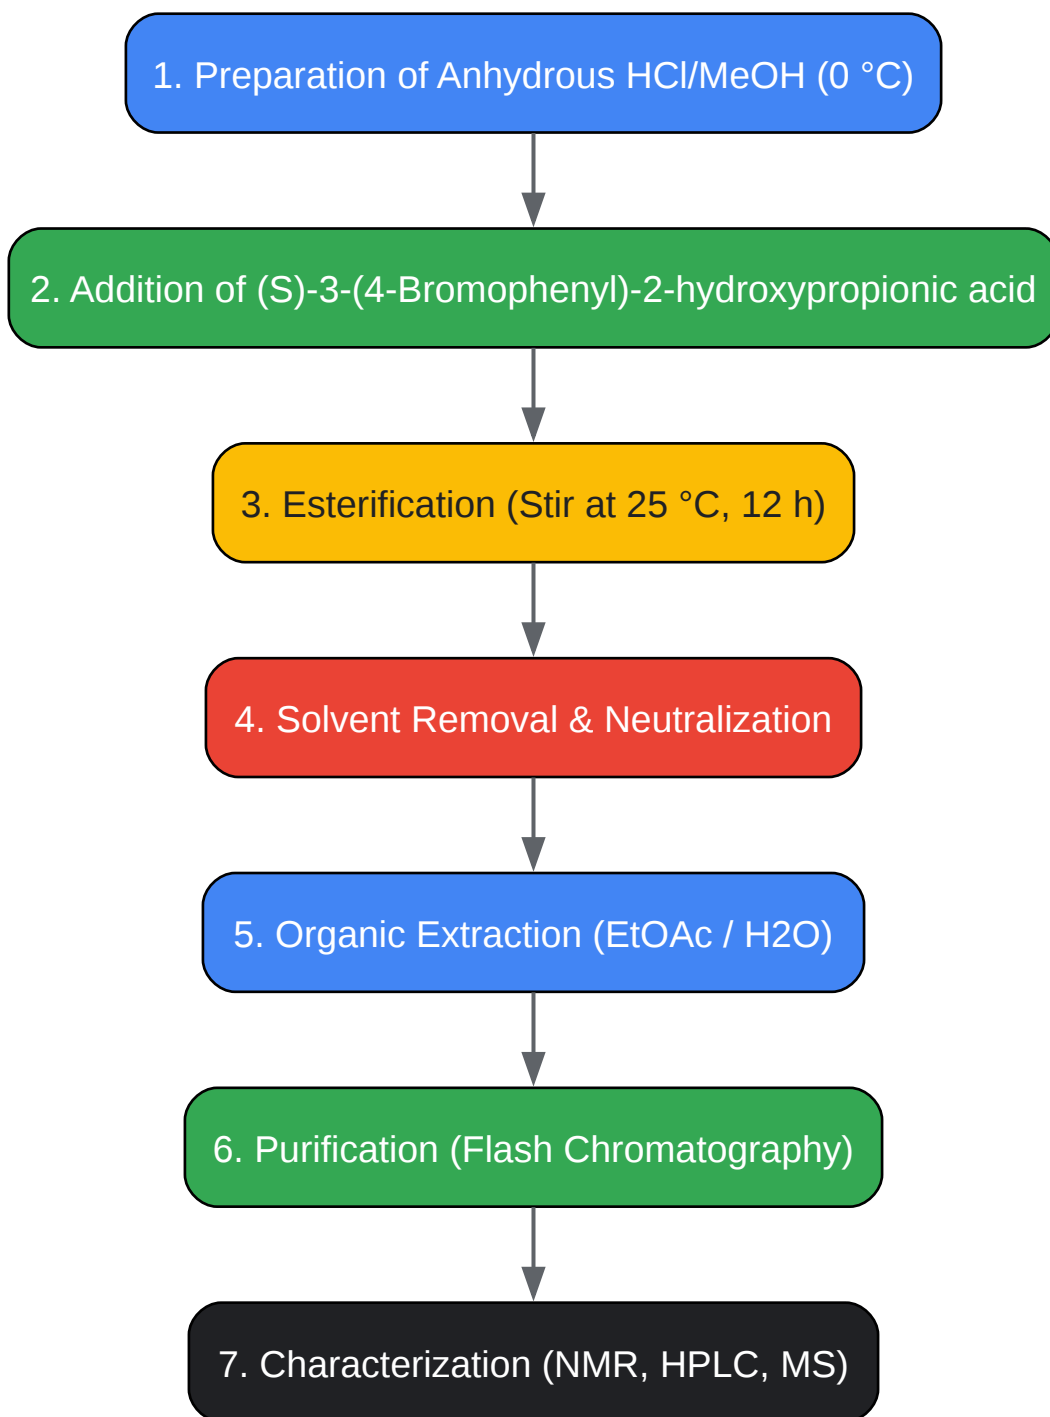 1. Preparation of Anhydrous HCl/MeOH (0 °C)
2. Addition of (S)-3-(4-Bromophenyl)-2-hydroxypropionic acid
3. Esterification (Stir at 25 °C, 12 h)
4. Solvent Removal & Neutralization
5. Organic Extraction (EtOAc / H2O)
6. Purification (Flash Chromatography)
7. Characterization (NMR, HPLC, MS)